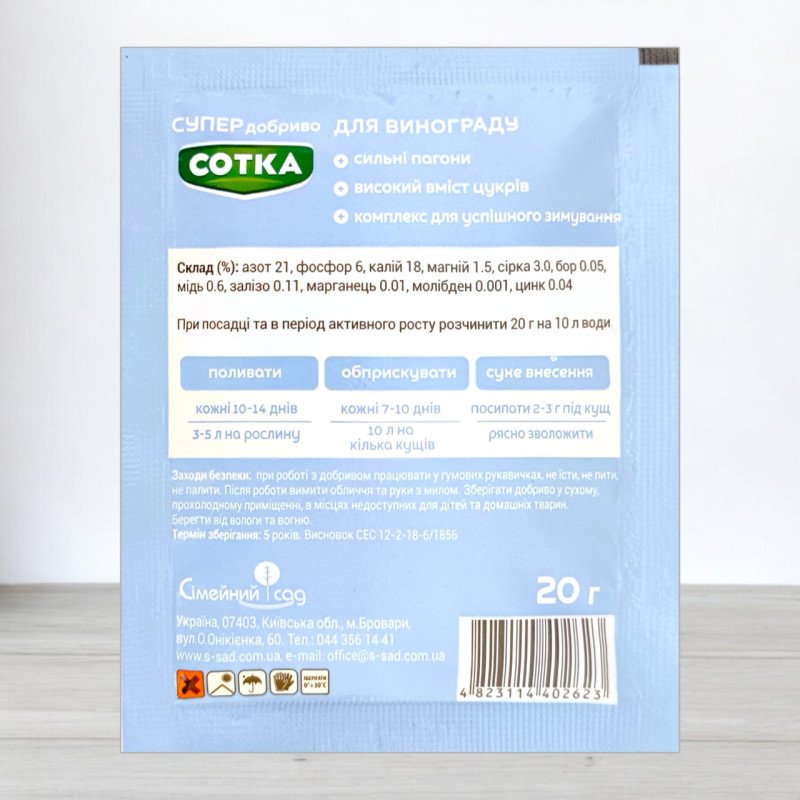 СУПЕР добриво ДЛЯ ВИНОГРАДУ
СОТКА
сильні пагони
високий вміст цукрів
комплекс для успішного зимування
Склад (%): азот 21, фосфор 6, калій 18, магній 1.5, сірка 3.0, бор 0.05,
мідь 0.6, залізо 0.11, марганець 0.01, молібден 0.001, цинк 0.04
При посадці та в період активного росту розчинити 20 г на 10 л води
поливати обприскувати сухе внесення
кожні 10-14 днів кожні 7-10 днів посипати 2-3 г під кущ
3-5 л на рослину 10 л на кілька кущів рясно зволожити
Заходи безпеки: при роботі з добривом працювати у гумових рукавичках, не їсти, не пити,
не палити. Після роботи вимити обличчя та руки з милом. Зберігати добриво у сухому,
прохолодному приміщенні, в місцях недоступних для дітей та домашніх тварин.
Берегти від вологи та вогню.
Термін зберігання: 5 років. Висновок СЕС 12-2-18-6/1856
Сімейний сад
20 г
Україна, 07403, Київська обл., м.Бровари,
вул.О.Онікієнка, 60. Тел.: 044 356 14 41
www.s-sad.com.ua, e-mail: office@s-sad.com.ua
ЗБЕРІГАТИ
0°+30°С
4 823114 402623